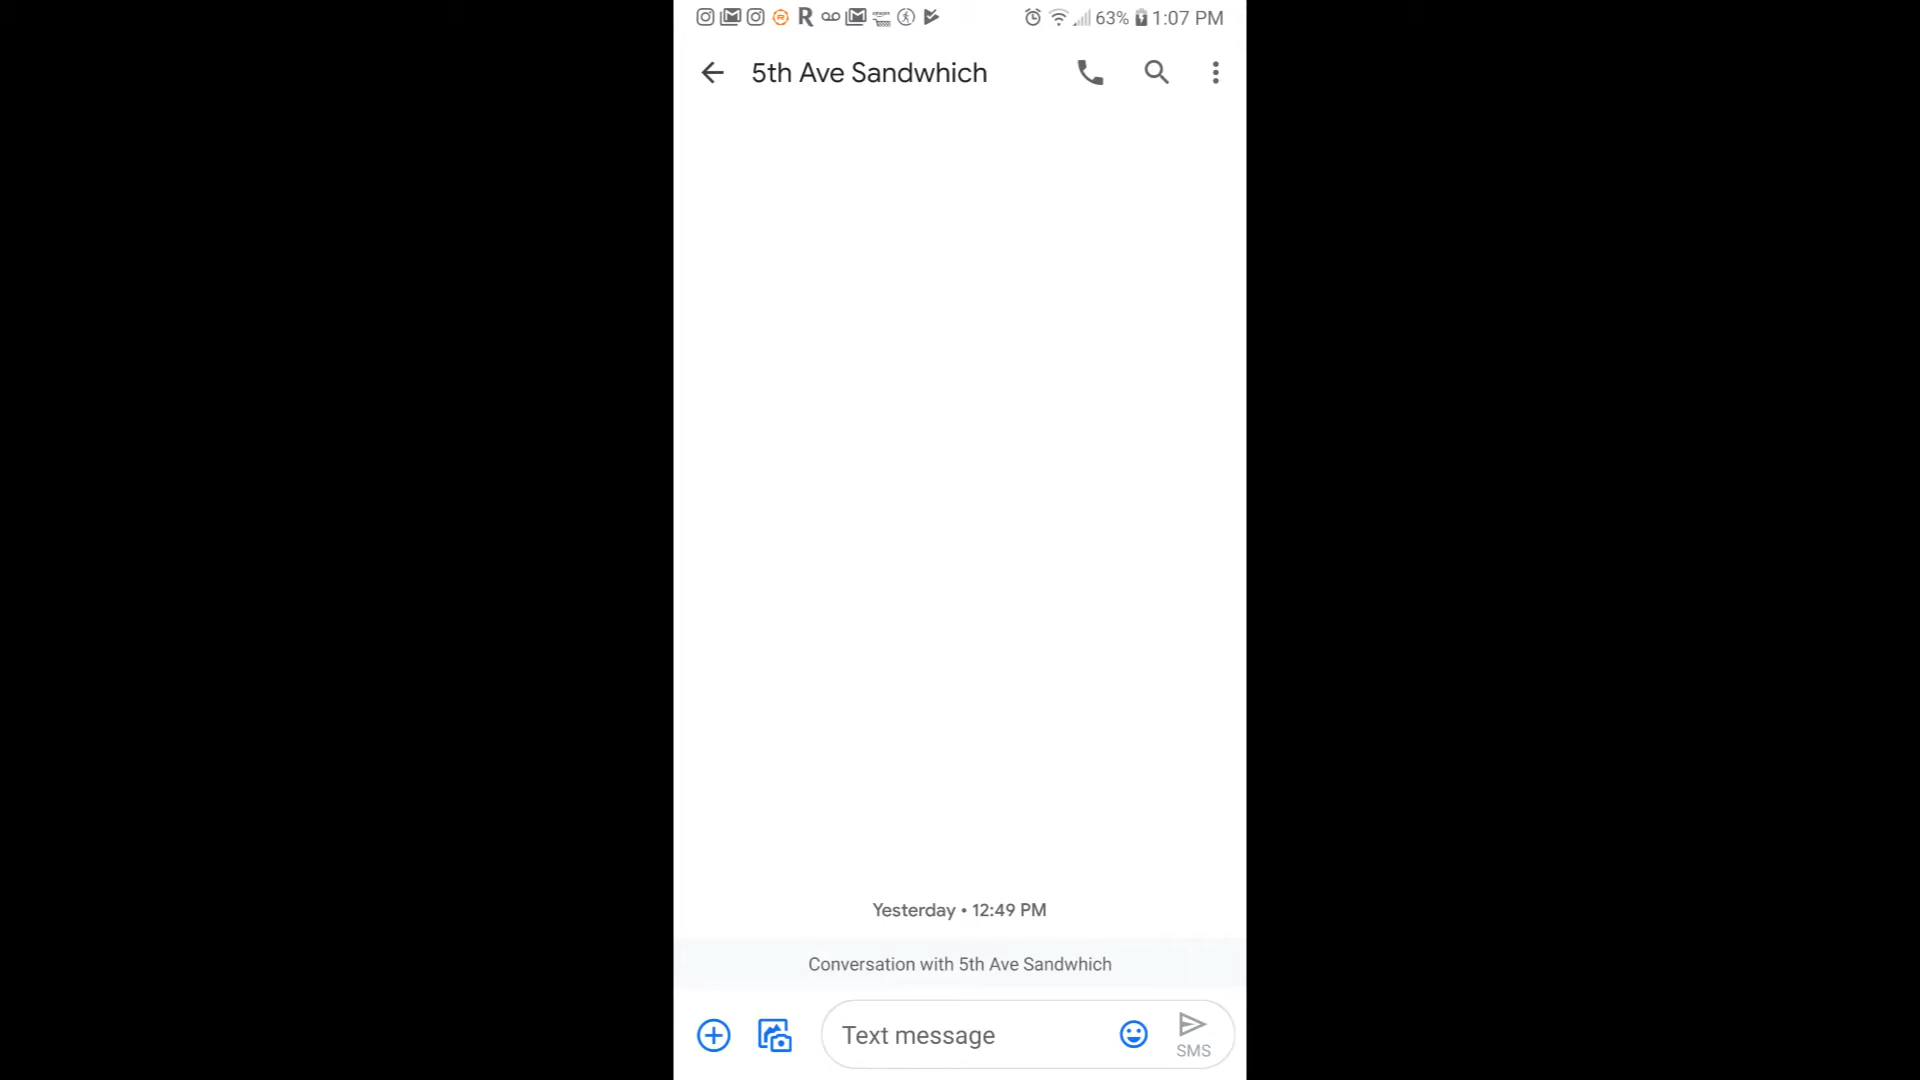 63% 1:07 PM
5th Ave Sandwhich
Yesterday • 12:49 PM
Conversation with 5th Ave Sandwhich
Text message
SMS